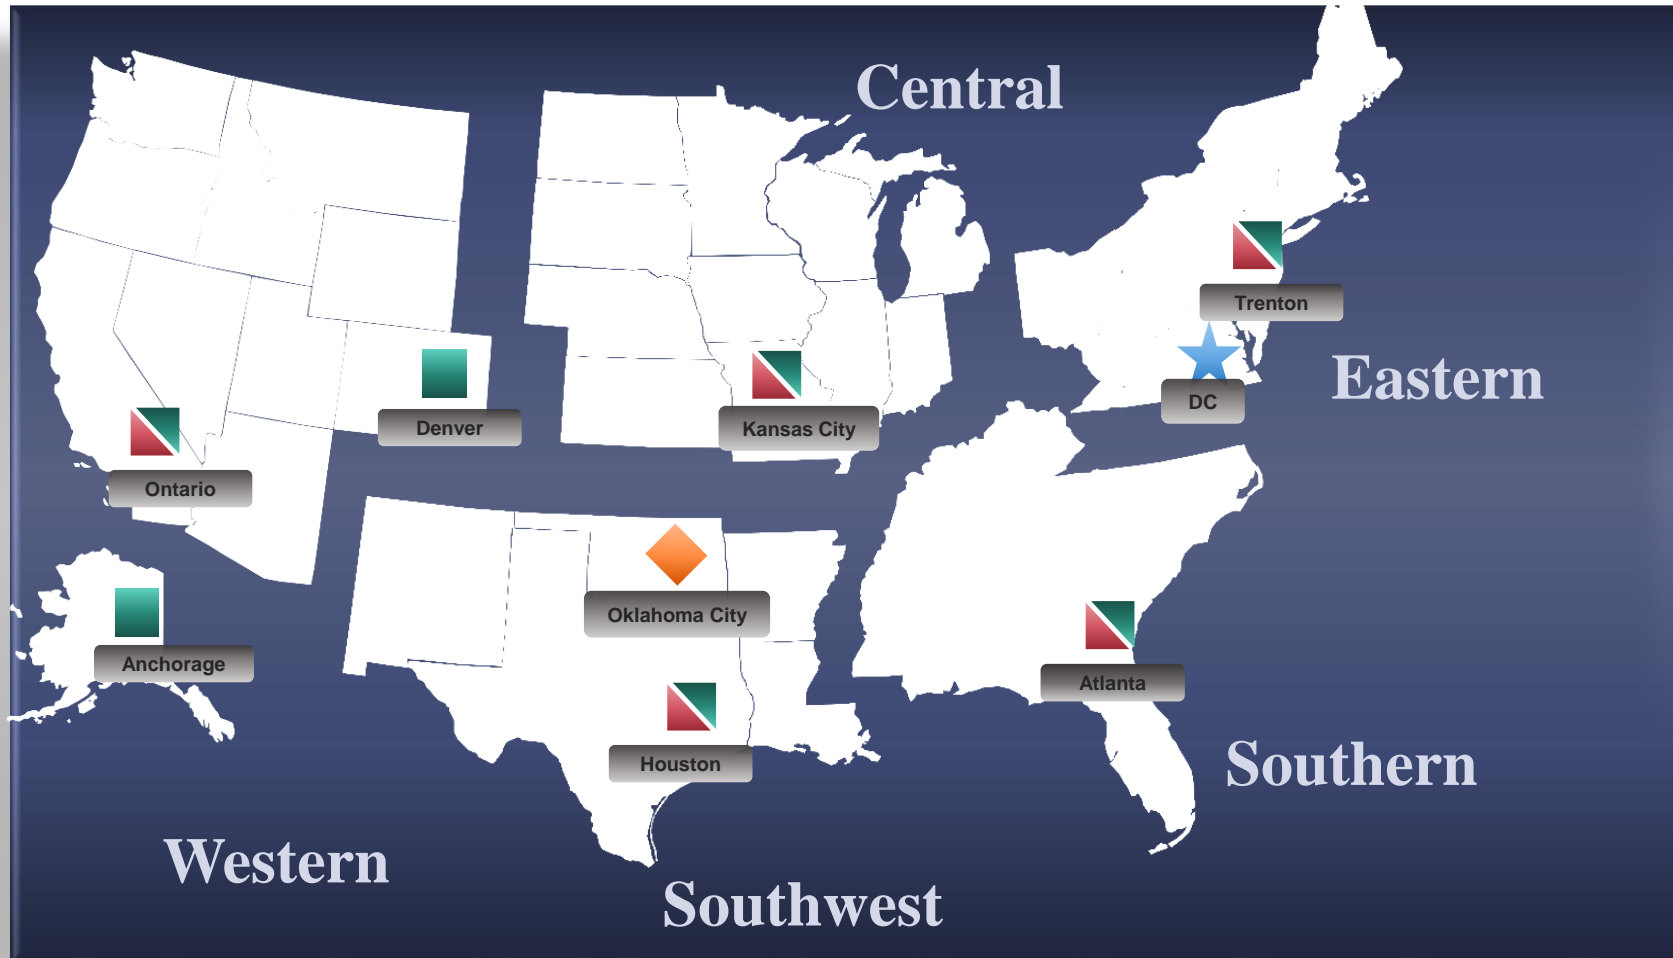 Central
Trenton
Eastern
DC
Denver
Kansas City
Ontario
Oklahoma City
Anchorage
Atlanta
Houston
Southern
Western
Southwest